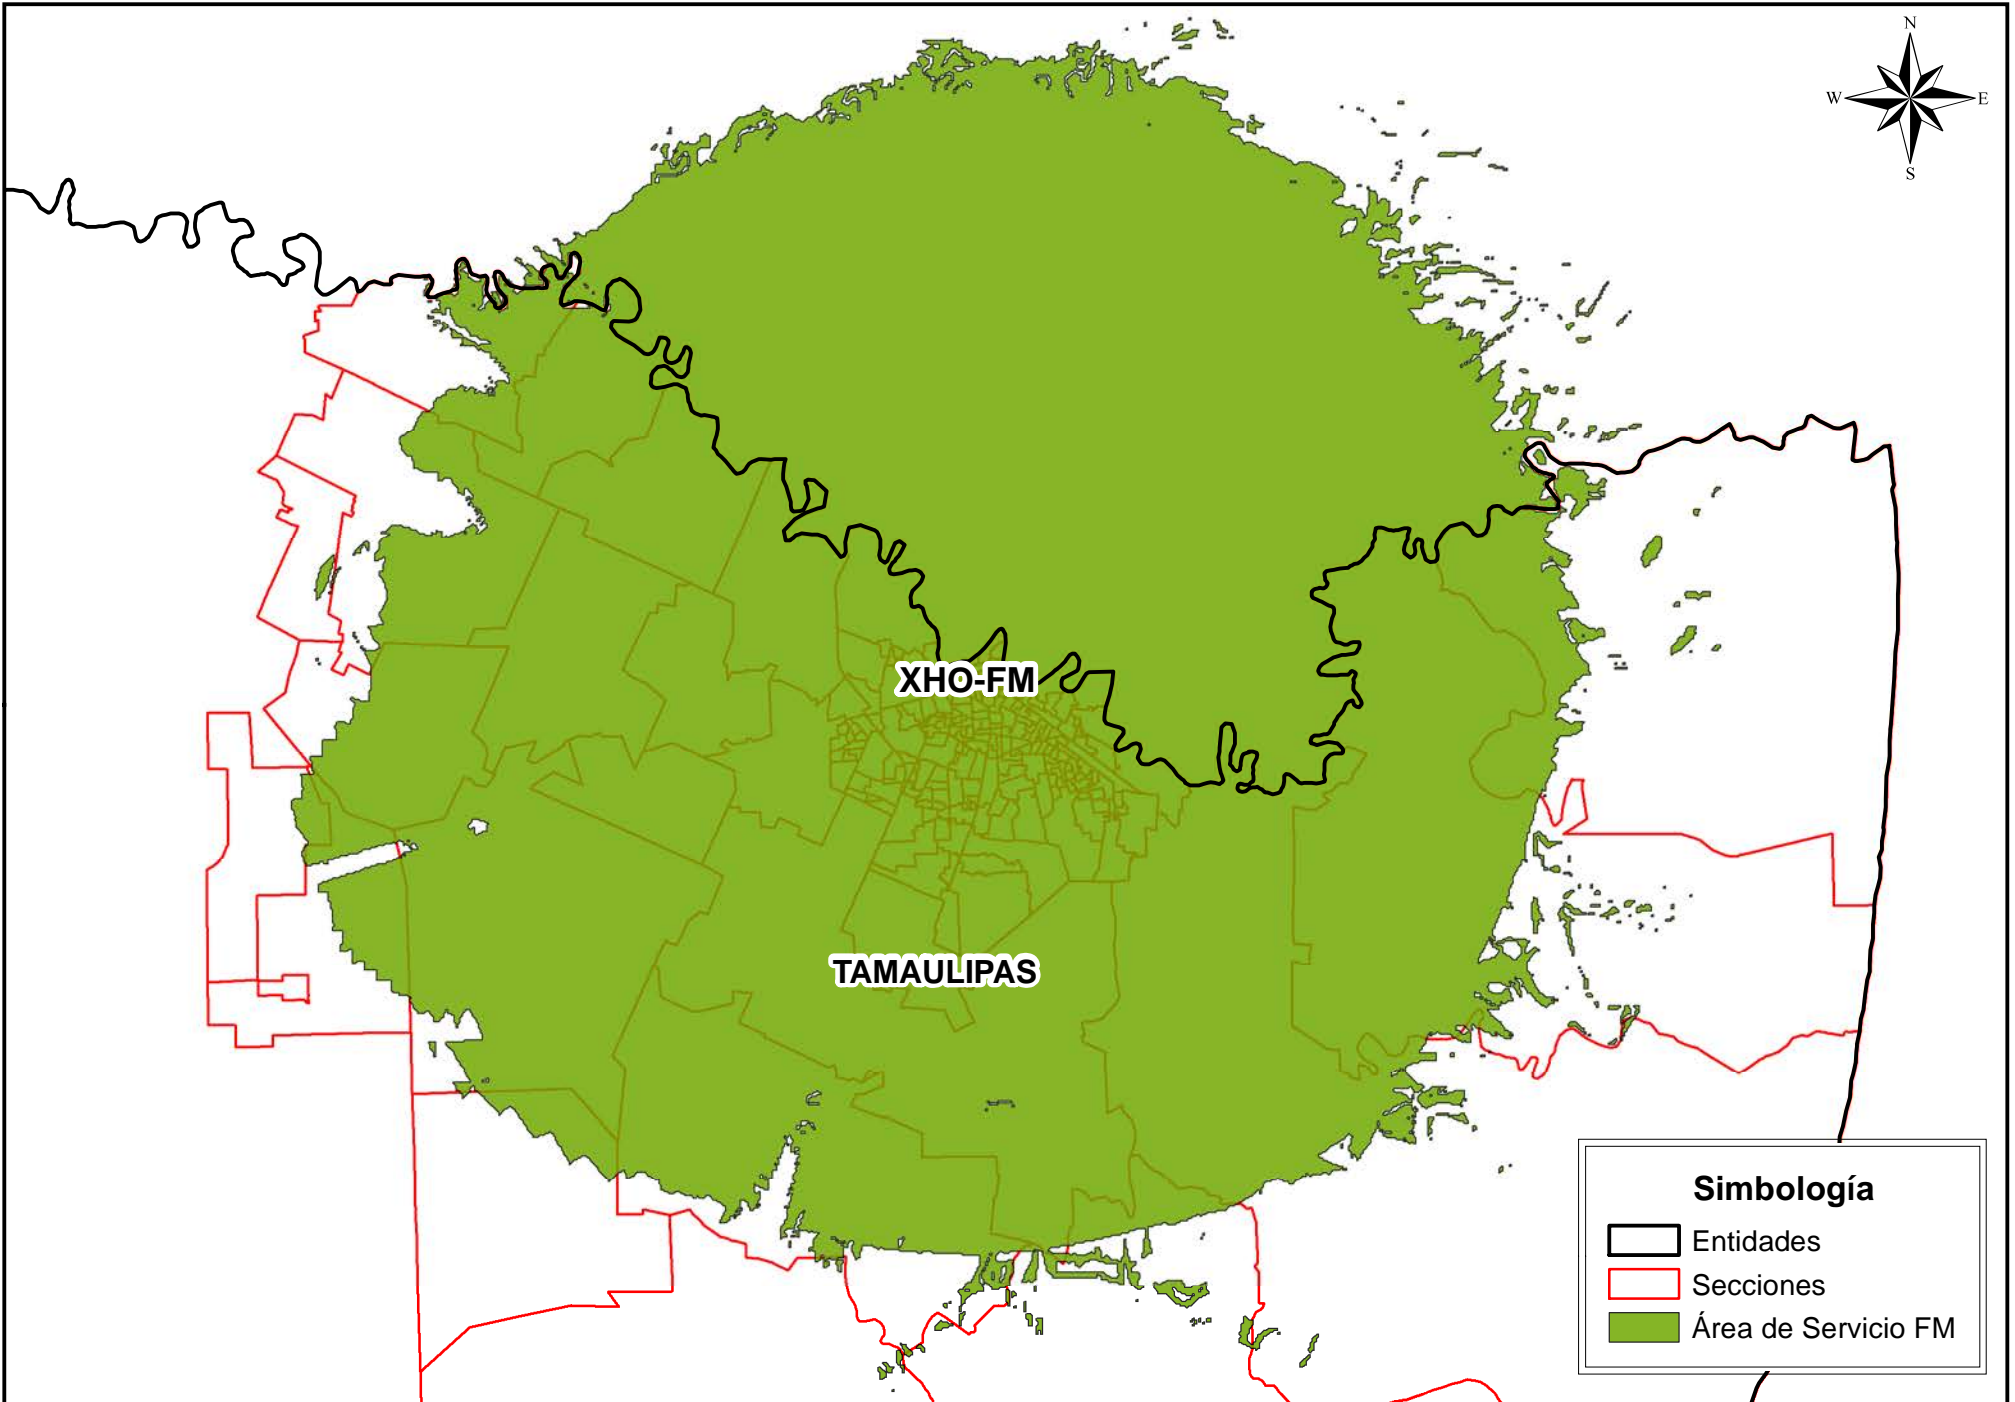 N
W E
S
XHO-FM
TAMAULIPAS
Simbología
Entidades
Secciones
Área de Servicio FM